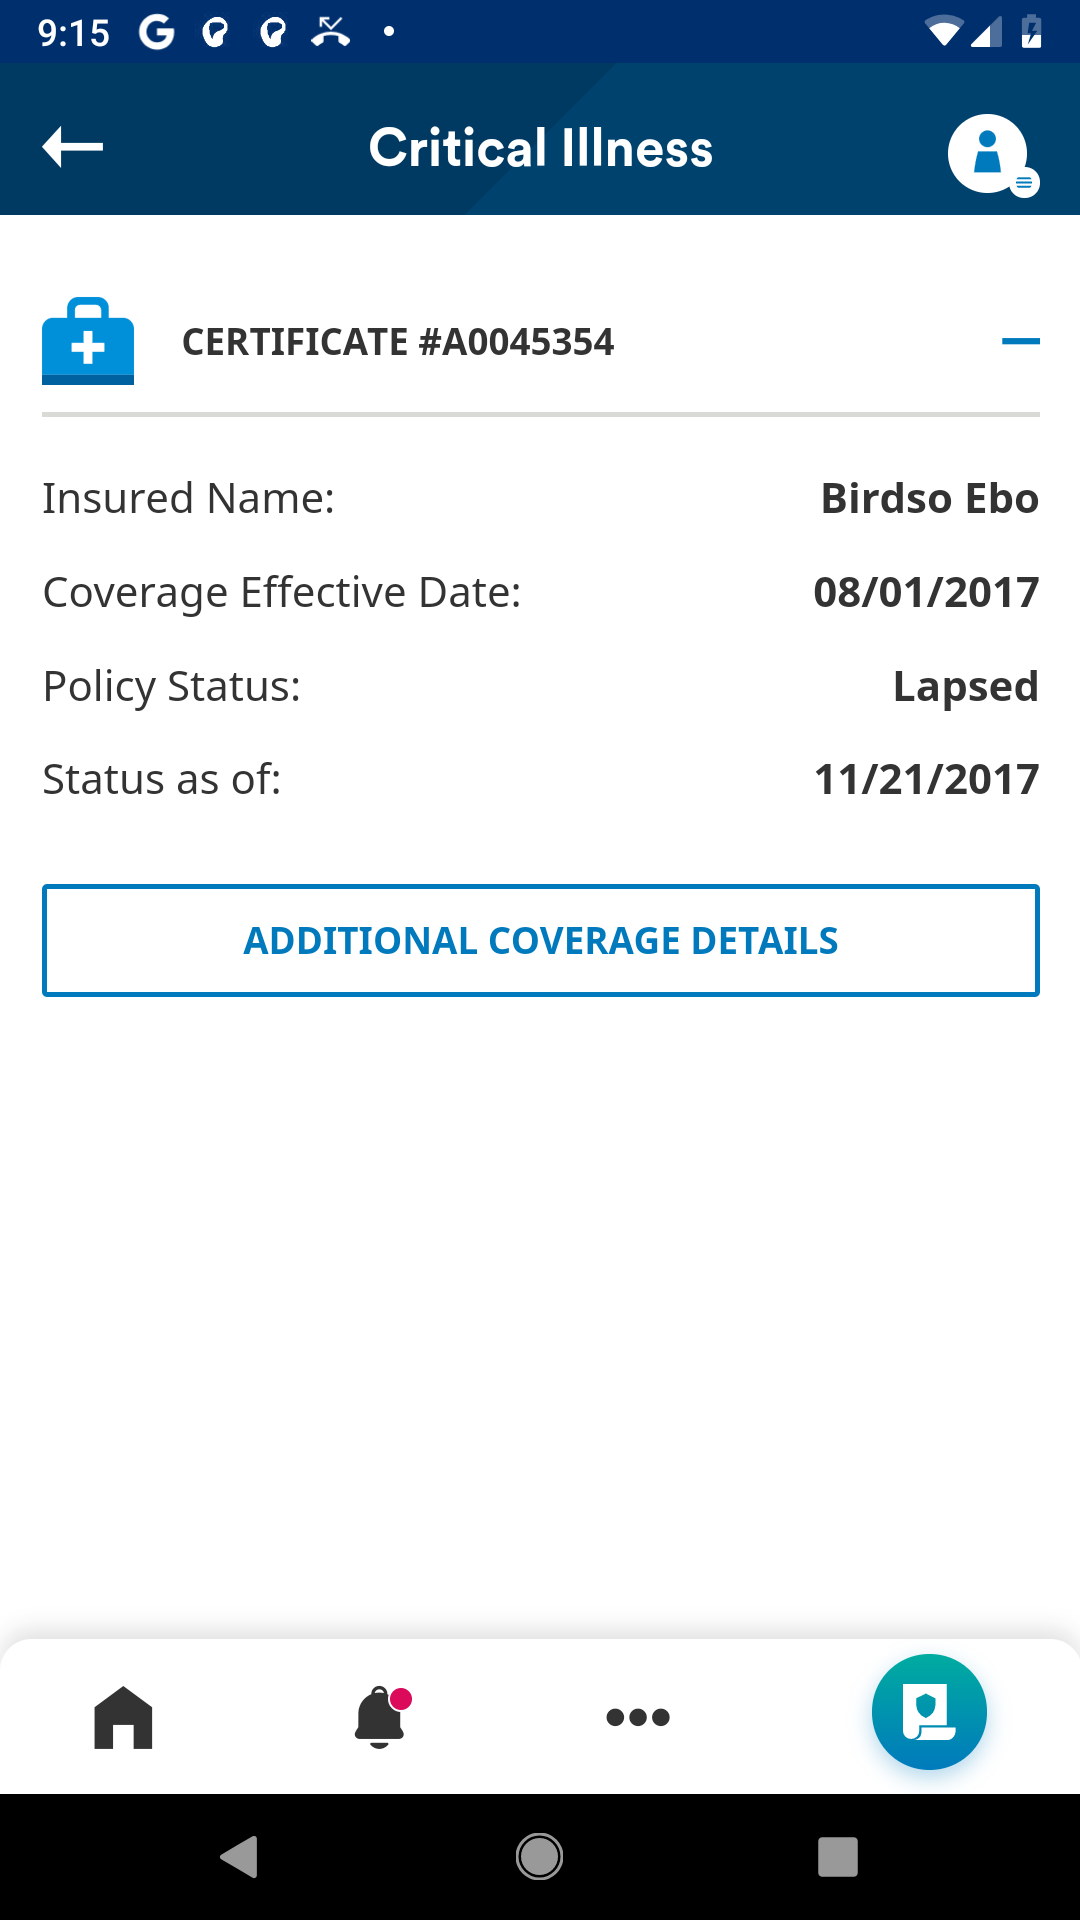 9:15
Critical Illness
CERTIFICATE #A0045354
Insured Name: Birdso Ebo
Coverage Effective Date: 08/01/2017
Policy Status: Lapsed
Status as of: 11/21/2017
ADDITIONAL COVERAGE DETAILS